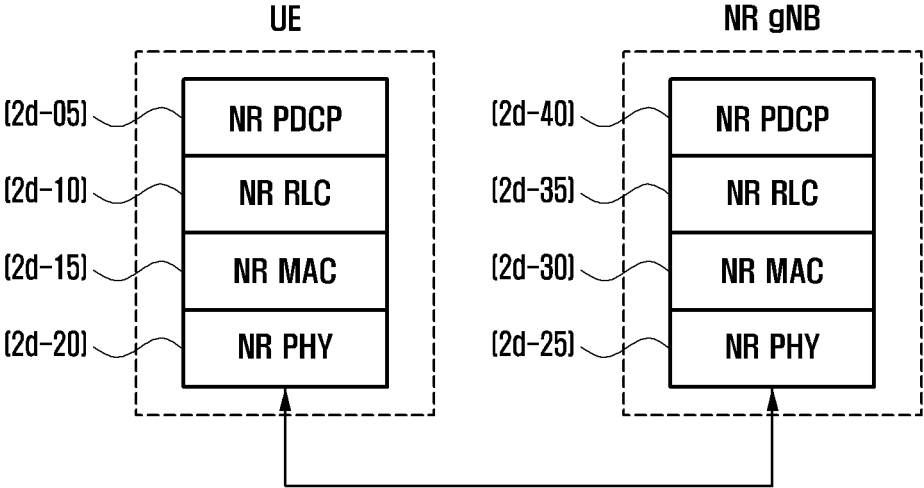 UE NR gNB
(2d-05) NR PDCP (2d-40) NR PDCP
(2d-10) NR RLC (2d-35) NR RLC
(2d-15) NR MAC (2d-30) NR MAC
(2d-20) NR PHY (2d-25) NR PHY